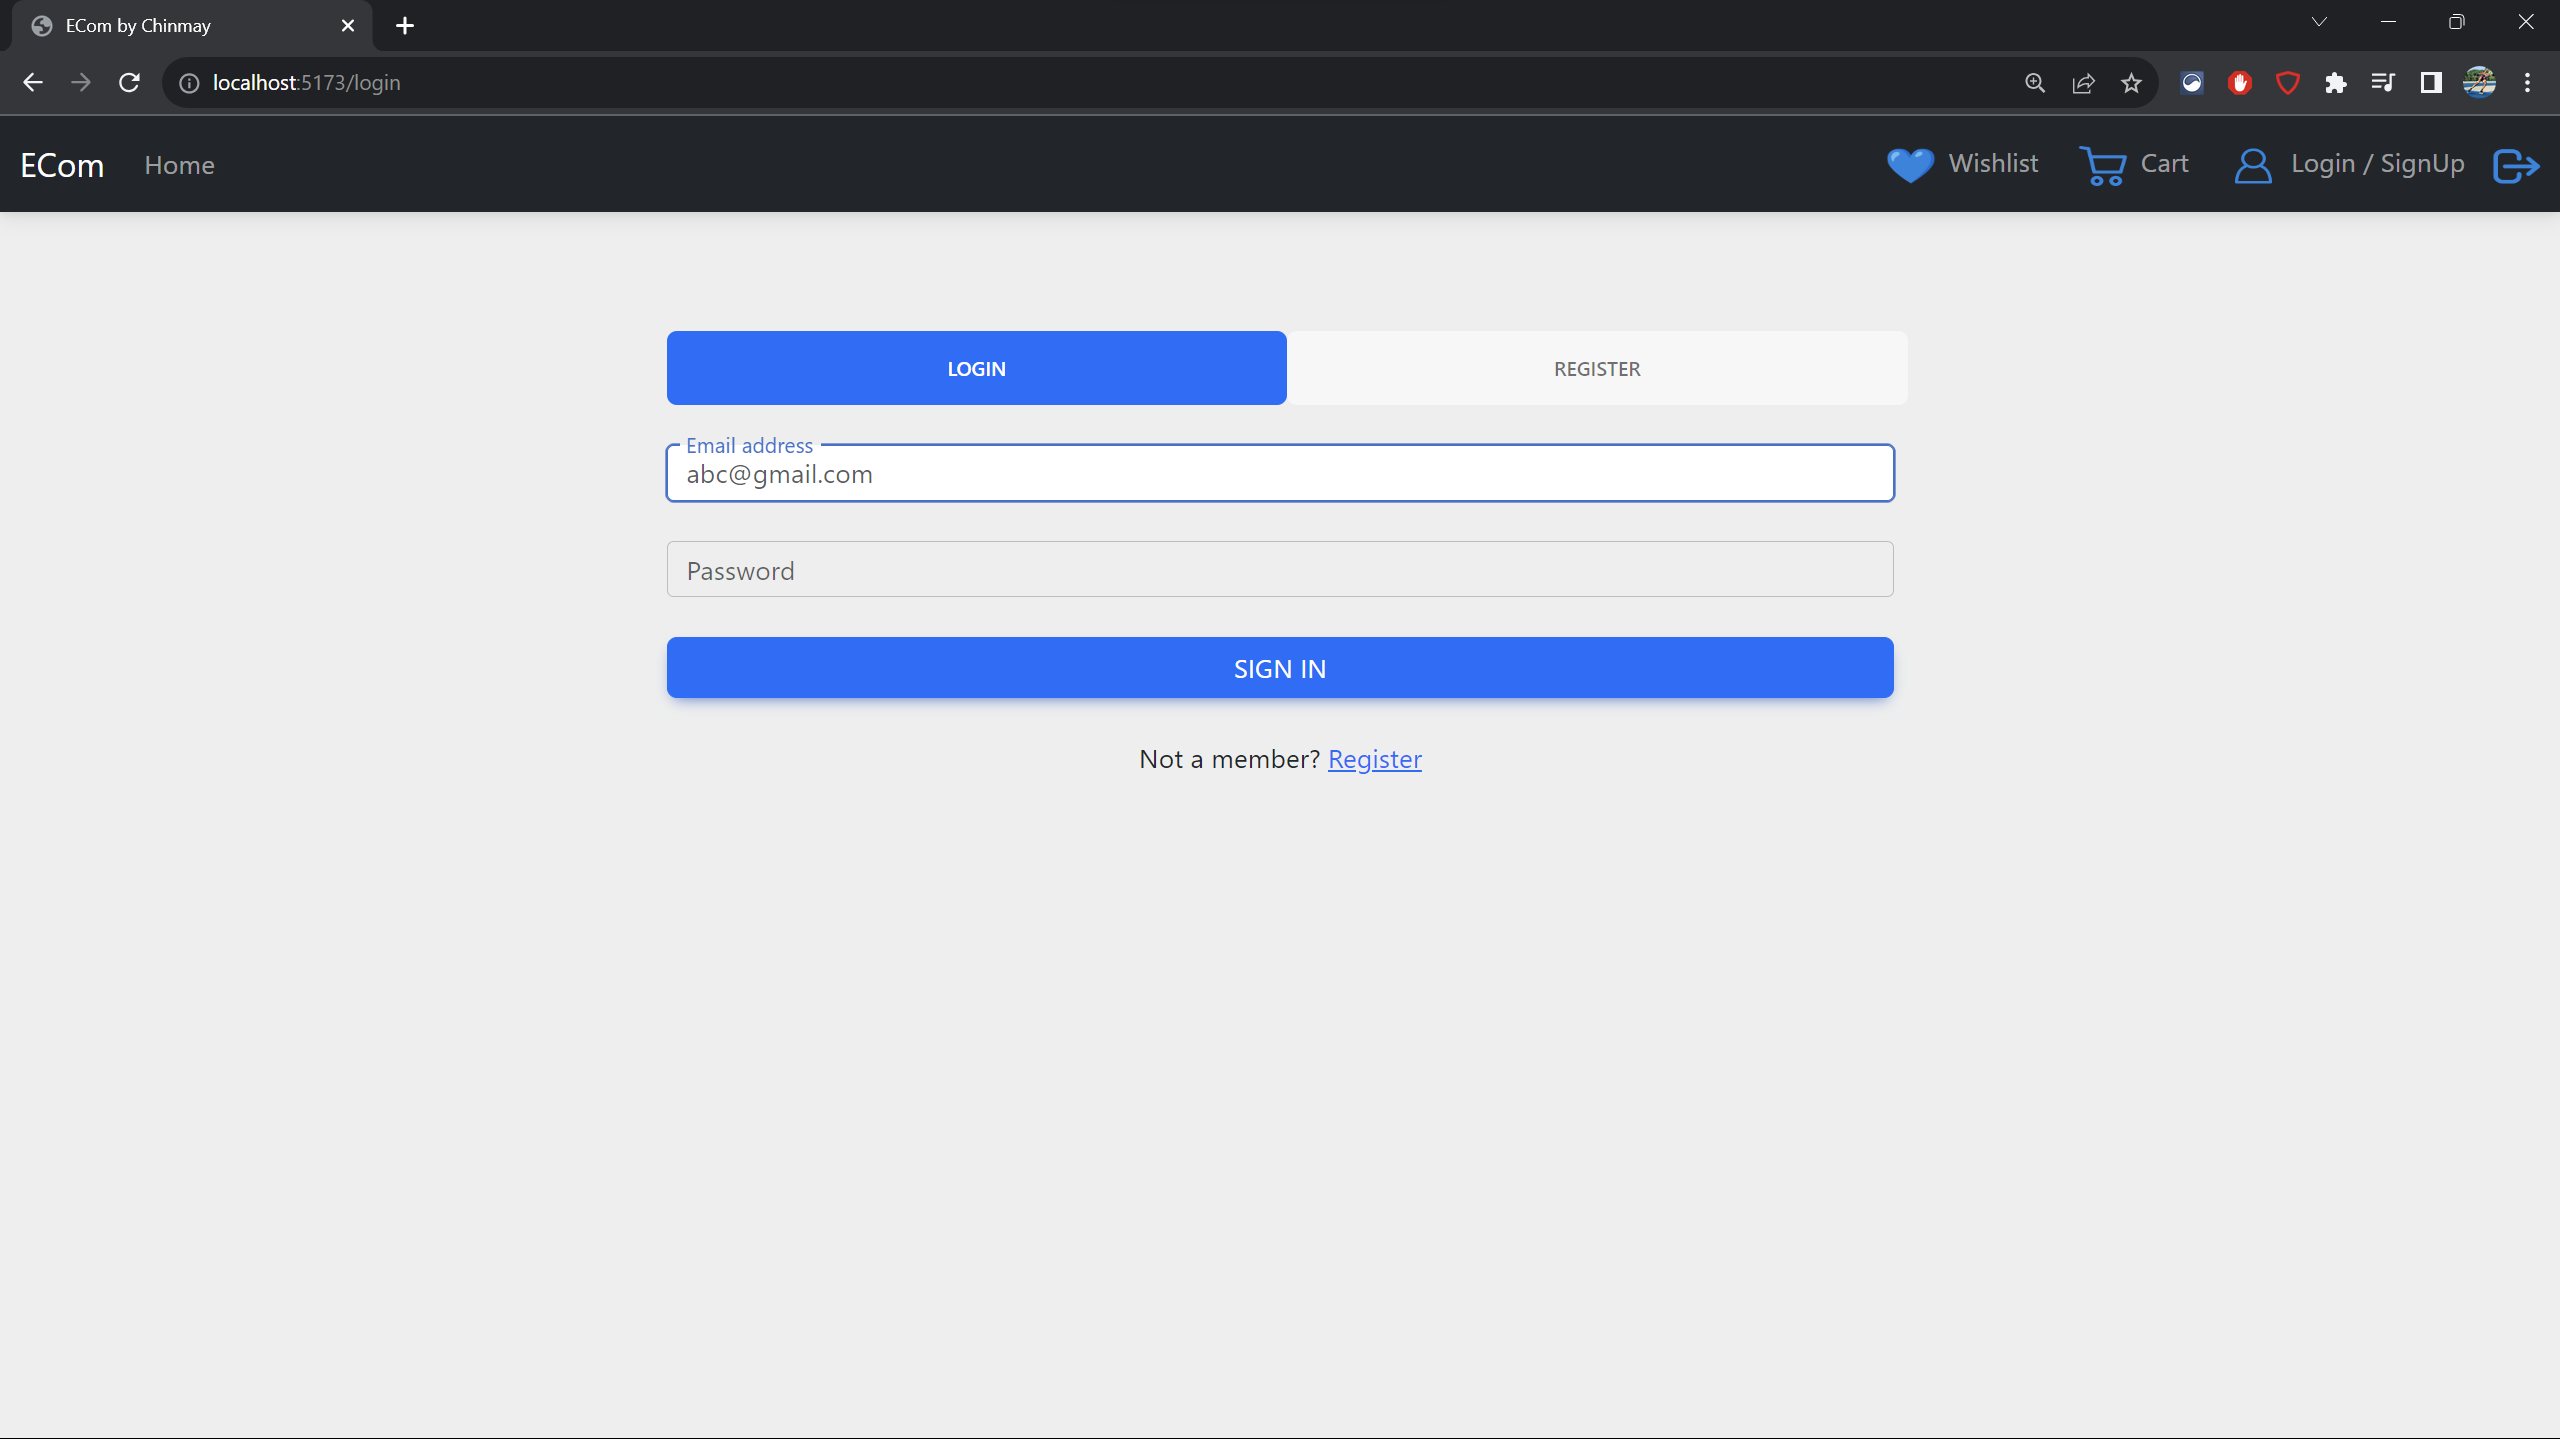 ECom by Chinmay
localhost:5173/login
ECom Home Wishlist Cart Login / SignUp
LOGIN REGISTER
Email address
abc@gmail.com
Password
SIGN IN
Not a member? Register